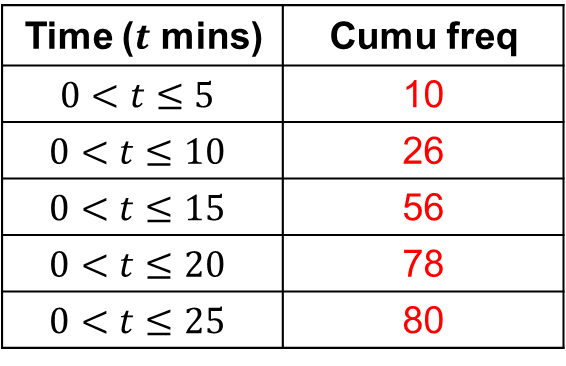 Time (t mins) Cumu freq
0 < t ≤ 5 10
0 < t ≤ 10 26
0 < t ≤ 15 56
0 < t ≤ 20 78
0 < t ≤ 25 80